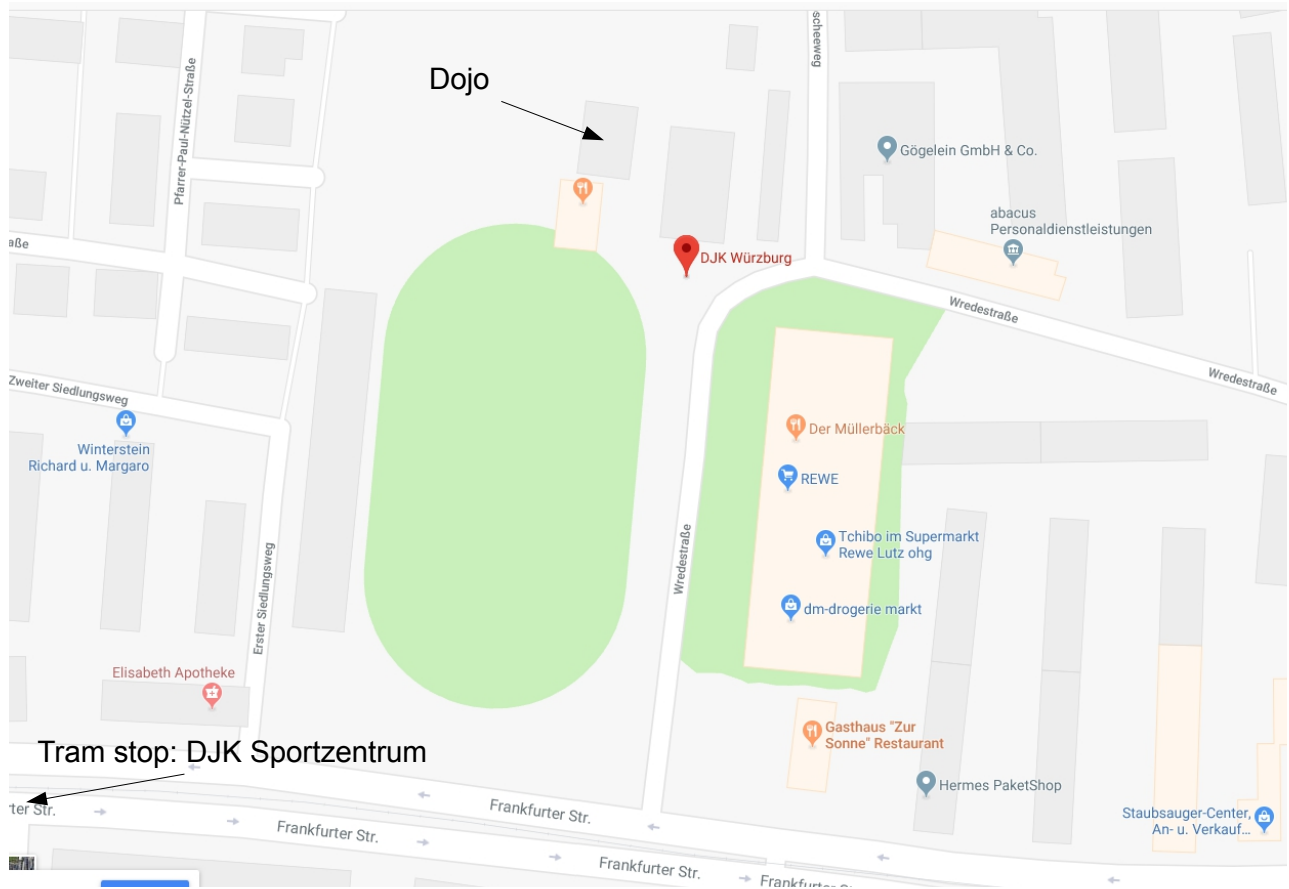 Dojo
scheeweg
Pfarrer-Paul-Nützel-Straße
Gögelein GmbH & Co.
abacus
Personaldienstleistungen
aße
DJK Würzburg
Wredestraße
Wredestraße
Zweiter Siedlungsweg
Winterstein
Richard u. Margaro
Der Müllerbäck
REWE
Tchibo im Supermarkt
Rewe Lutz ohg
Wredestraße
dm-drogerie markt
Erster Siedlungsweg
Elisabeth Apotheke
Gasthaus "Zur
Sonne" Restaurant
Tram stop: DJK Sportzentrum
Hermes PaketShop
ter Str.
Frankfurter Str.
Frankfurter Str.
Staubsauger-Center,
An- u. Verkauf...
Frankfurter Str.
Frankfurter S